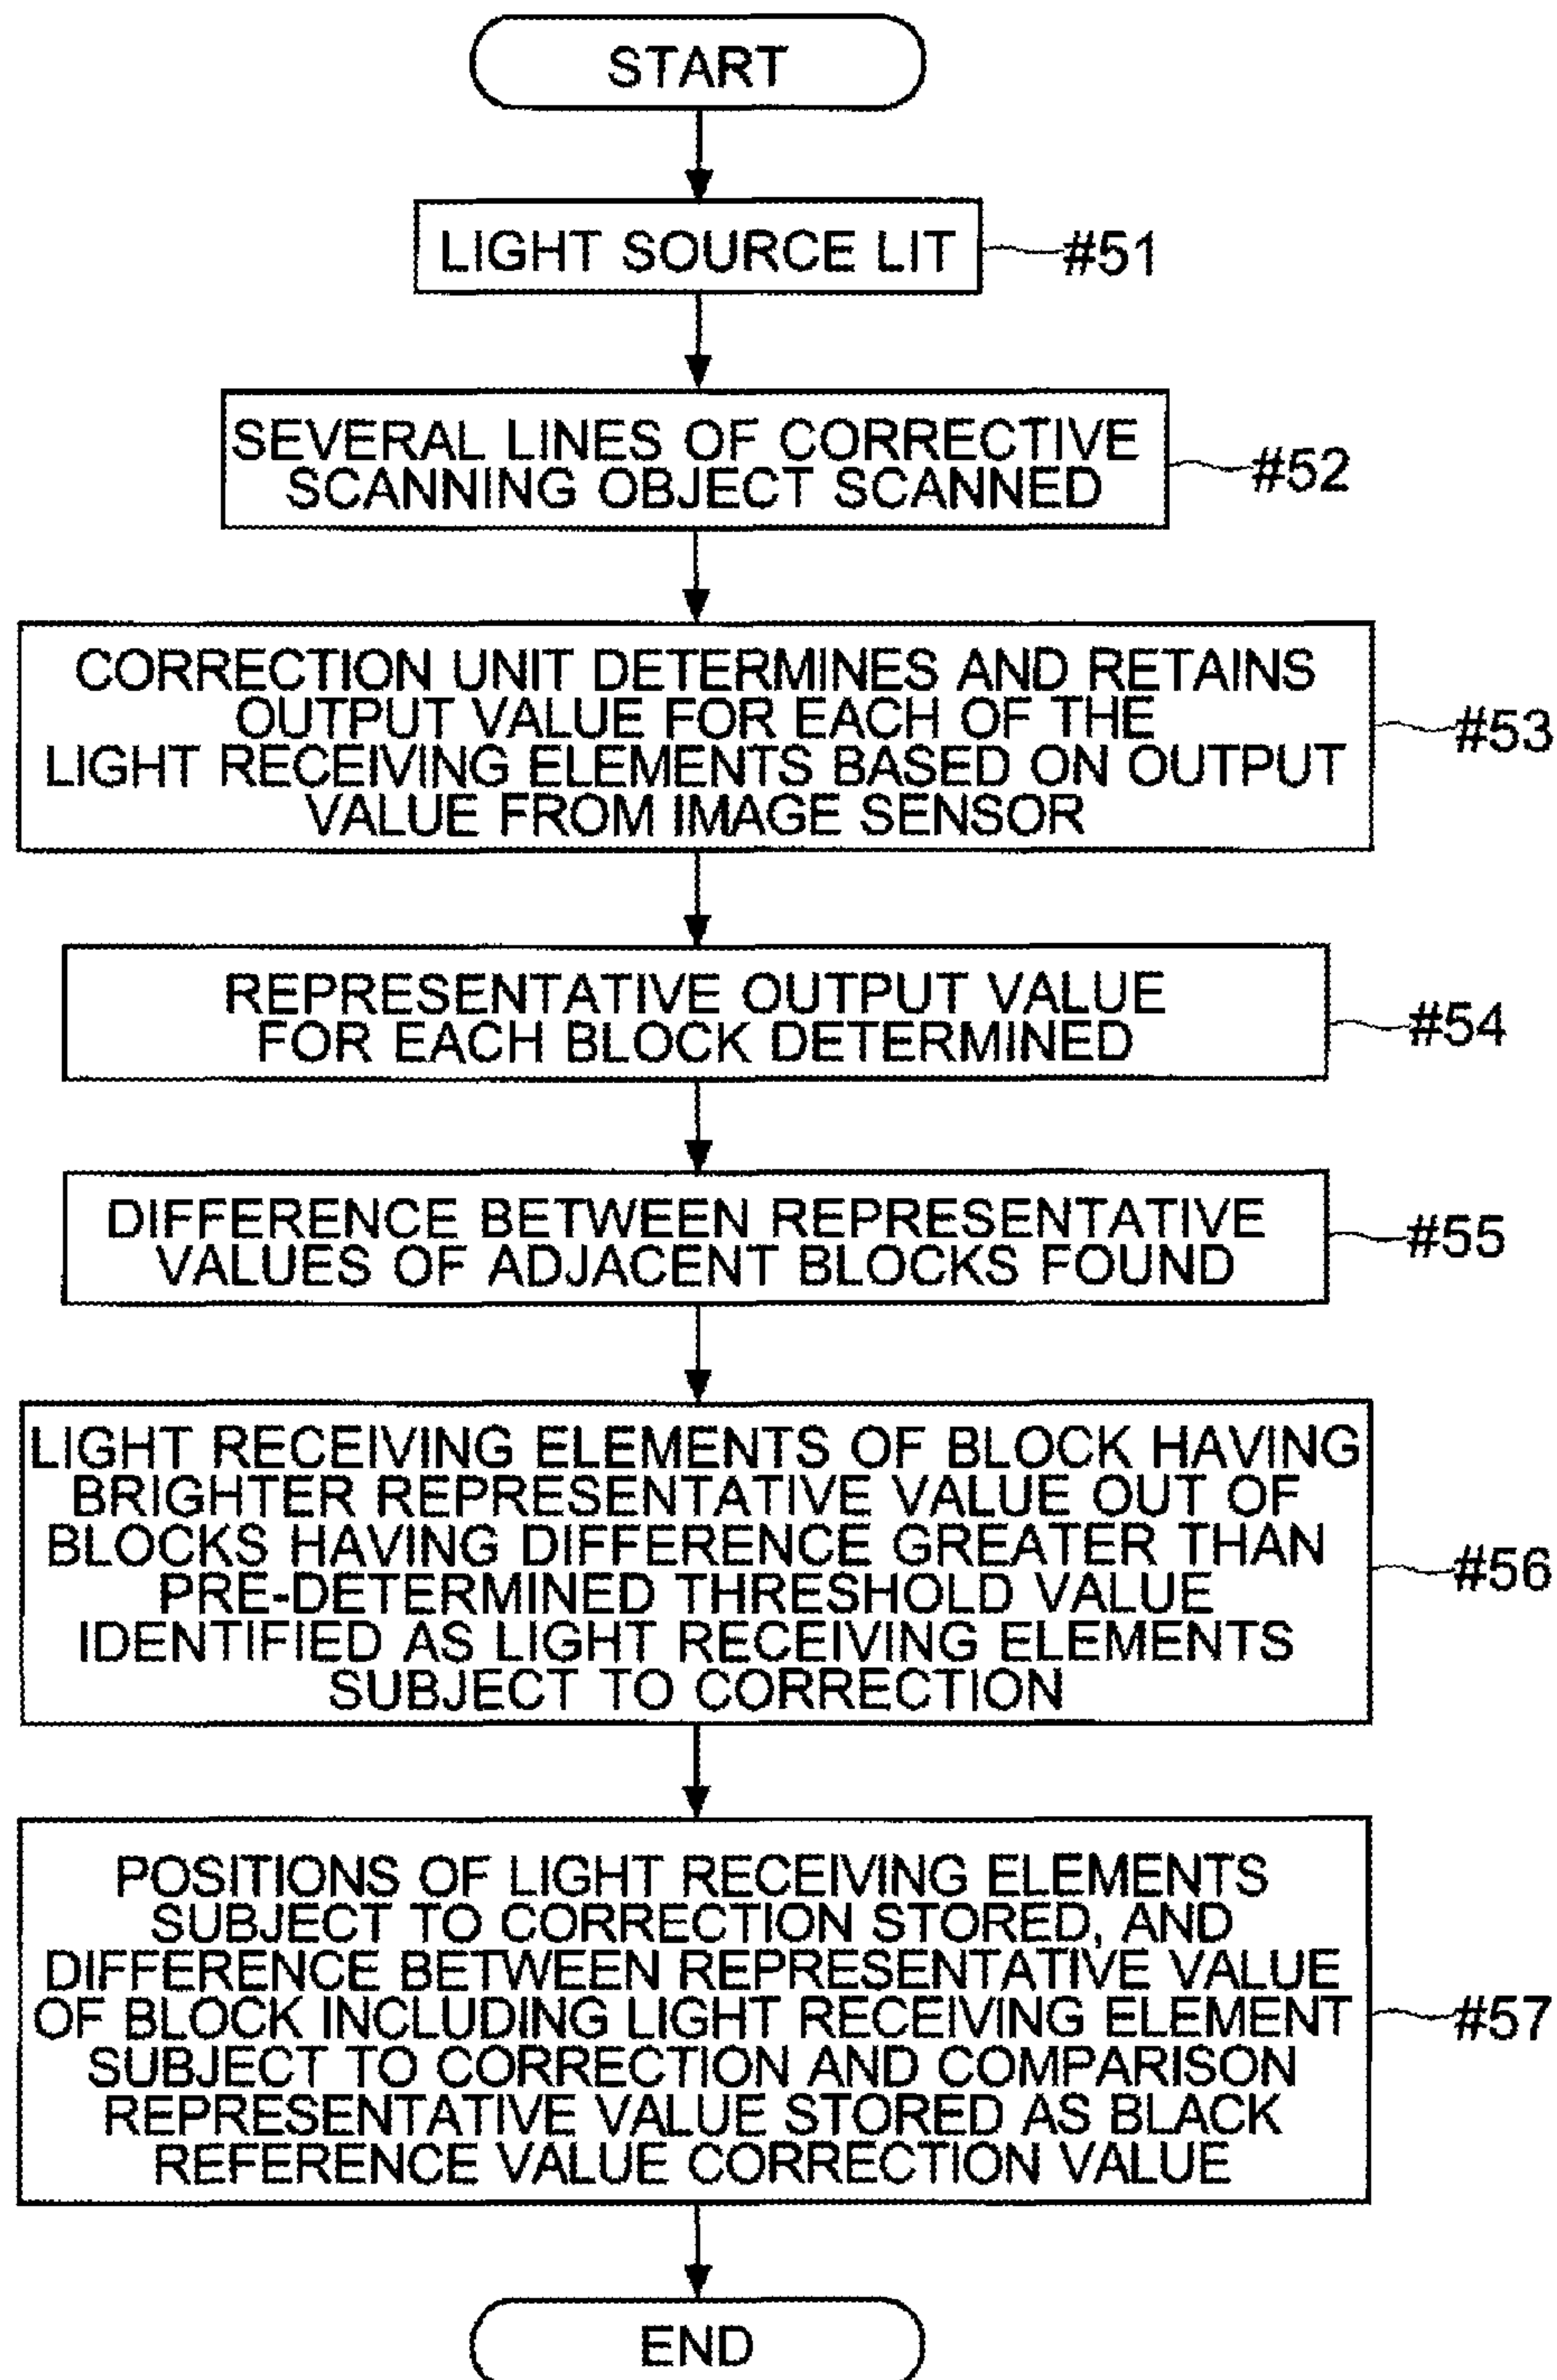 START
LIGHT SOURCE LIT
#51
SEVERAL LINES OF CORRECTIVE
SCANNING OBJECT SCANNED
#52
CORRECTION UNIT DETERMINES AND RETAINS
OUTPUT VALUE FOR EACH OF THE
LIGHT RECEIVING ELEMENTS BASED ON OUTPUT
VALUE FROM IMAGE SENSOR
#53
REPRESENTATIVE OUTPUT VALUE
FOR EACH BLOCK DETERMINED
#54
DIFFERENCE BETWEEN REPRESENTATIVE
VALUES OF ADJACENT BLOCKS FOUND
#55
LIGHT RECEIVING ELEMENTS OF BLOCK HAVING
BRIGHTER REPRESENTATIVE VALUE OUT OF
BLOCKS HAVING DIFFERENCE GREATER THAN
PRE-DETERMINED THRESHOLD VALUE
IDENTIFIED AS LIGHT RECEIVING ELEMENTS
SUBJECT TO CORRECTION
#56
POSITIONS OF LIGHT RECEIVING ELEMENTS
SUBJECT TO CORRECTION STORED, AND
DIFFERENCE BETWEEN REPRESENTATIVE VALUE
OF BLOCK INCLUDING LIGHT RECEIVING ELEMENT
SUBJECT TO CORRECTION AND COMPARISON
REPRESENTATIVE VALUE STORED AS BLACK
REFERENCE VALUE CORRECTION VALUE
#57
END